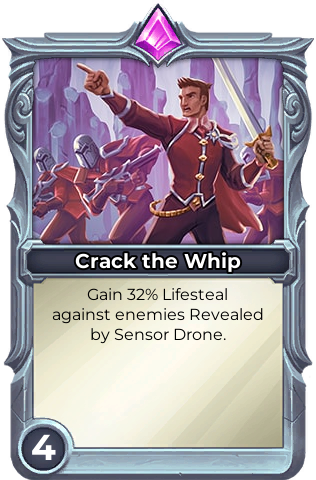 Crack the Whip
Gain 32% Lifesteal
against enemies Revealed
by Sensor Drone.
4